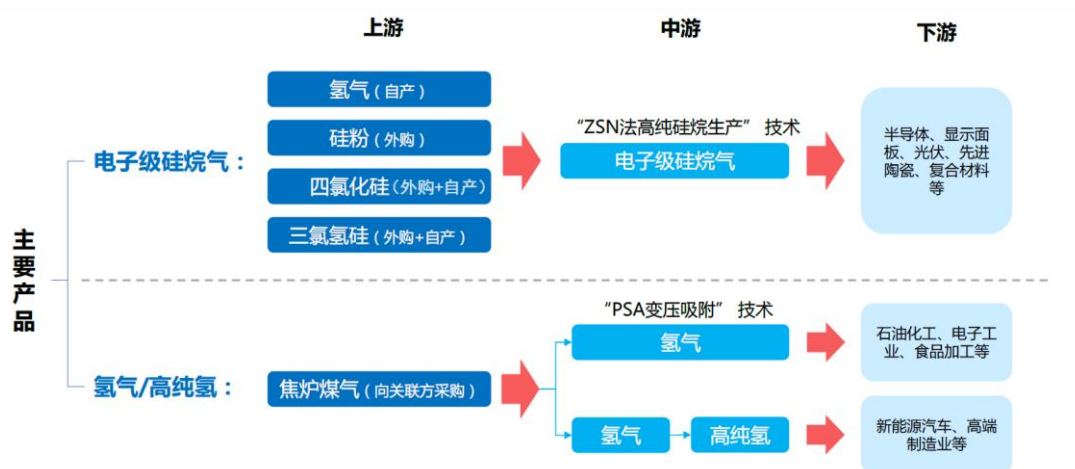 上游
中游
下游
主要产品
电子级硅烷气：
氢气（自产）
硅粉（外购）
四氯化硅（外购+自产）
三氯氢硅（外购+自产）
“ZSN法高纯硅烷生产” 技术
电子级硅烷气
半导体、显示面
板、光伏、先进
陶瓷、复合材料
等
氢气/高纯氢：
焦炉煤气（向关联方采购）
“PSA变压吸附” 技术
氢气
石油化工、电子工
业、食品加工等
氢气
高纯氢
新能源汽车、高端
制造业等